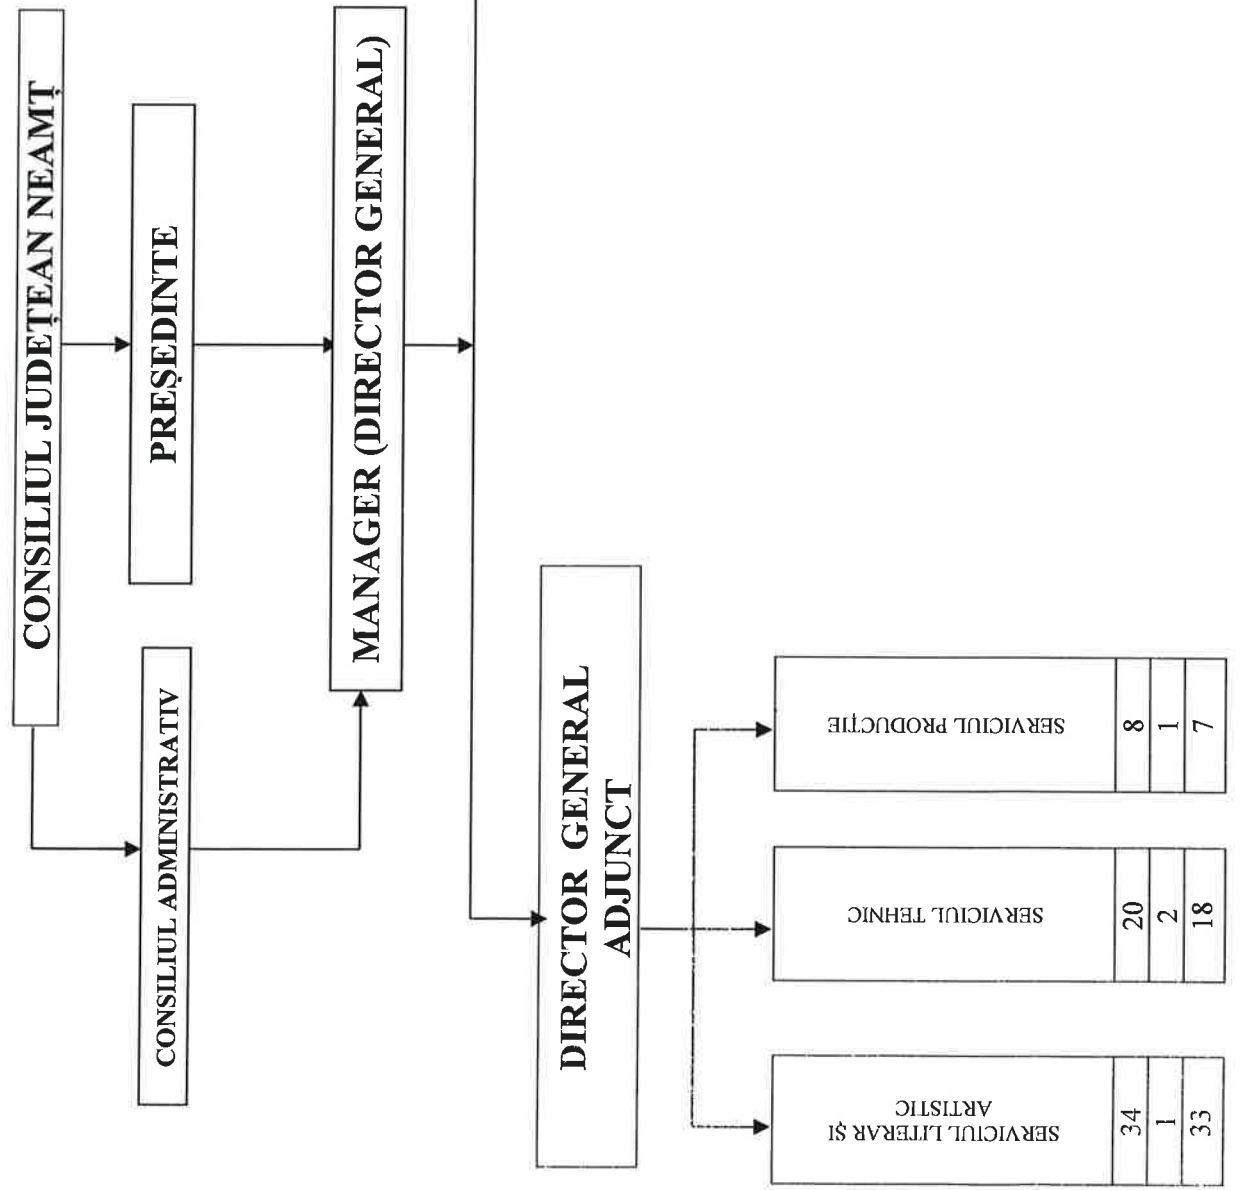 CONSILIUL JUDEȚEAN NEAMȚ
PREȘEDINTE
CONSILIUL ADMINISTRATIV
MANAGER (DIRECTOR GENERAL)
DIRECTOR GENERAL
ADJUNCT
SERVICIUL LITERAR ȘI
ARTISTIC
34
1
33
SERVICIUL TEHNIC
20
2
18
SERVICIUL PRODUCȚIE
8
1
7